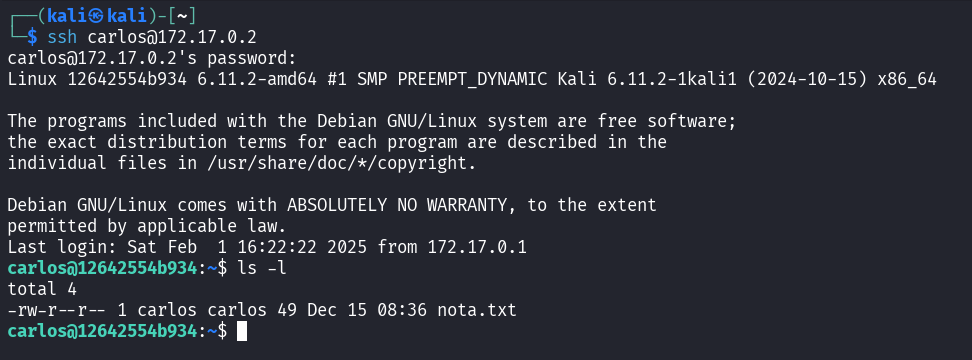 ┌──(kali㉿kali)-[~]
└─$ ssh carlos@172.17.0.2
carlos@172.17.0.2's password:
Linux 12642554b934 6.11.2-amd64 #1 SMP PREEMPT_DYNAMIC Kali 6.11.2-1kali1 (2024-10-15) x86_64

The programs included with the Debian GNU/Linux system are free software;
the exact distribution terms for each program are described in the
individual files in /usr/share/doc/*/copyright.

Debian GNU/Linux comes with ABSOLUTELY NO WARRANTY, to the extent
permitted by applicable law.
Last login: Sat Feb  1 16:22:22 2025 from 172.17.0.1
carlos@12642554b934:~$ ls -l
total 4
-rw-r--r-- 1 carlos carlos 49 Dec 15 08:36 nota.txt
carlos@12642554b934:~$